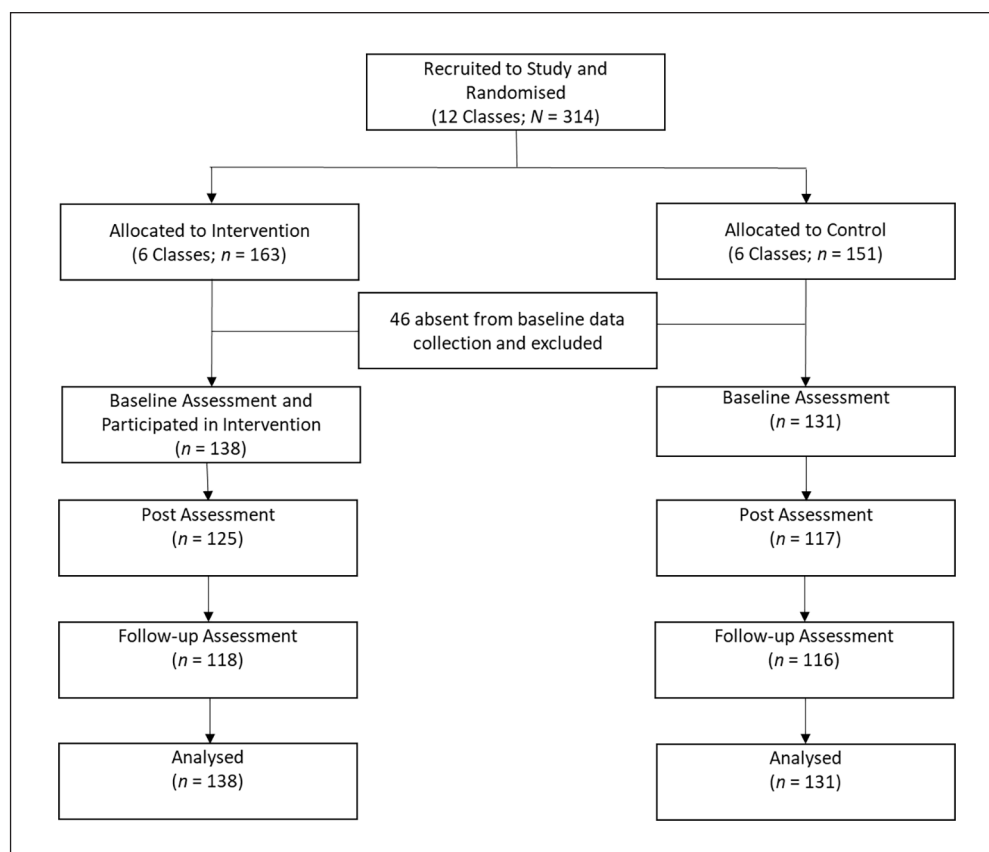 Recruited to Study and
Randomised
(12 Classes; N = 314)
Allocated to Intervention
(6 Classes; n = 163)
Allocated to Control
(6 Classes; n = 151)
46 absent from baseline data
collection and excluded
Baseline Assessment and
Participated in Intervention
(n = 138)
Baseline Assessment
(n = 131)
Post Assessment
(n = 125)
Post Assessment
(n = 117)
Follow-up Assessment
(n = 118)
Follow-up Assessment
(n = 116)
Analysed
(n = 138)
Analysed
(n = 131)